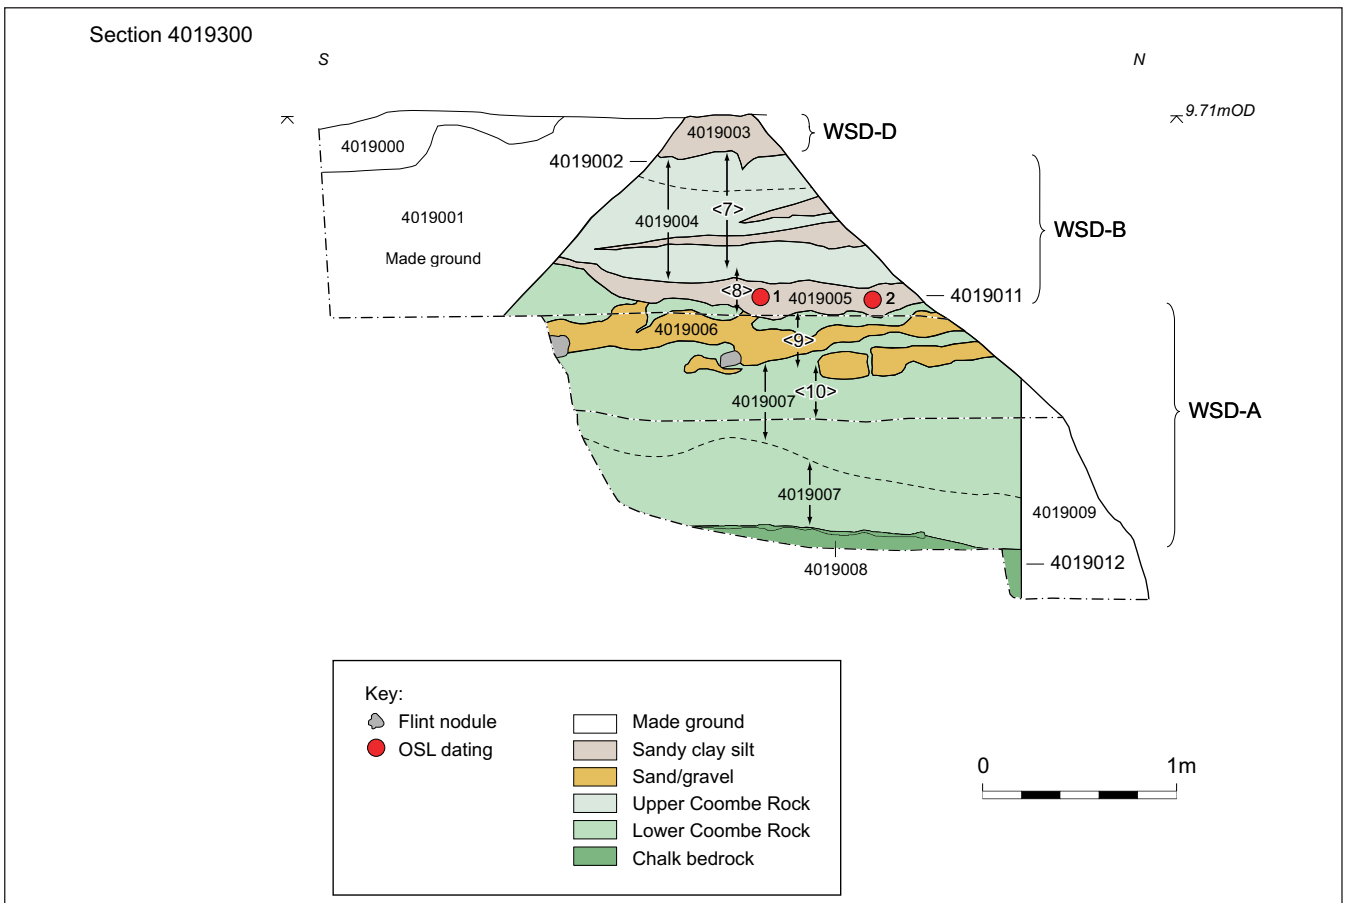 Section 4019300
S
N
9.71mOD
4019000
4019003
WSD-D
4019002
4019001
4019004
<7>
WSD-B
Made ground
<8>
1
4019005
2
4019011
4019006
<9>
4019007
<10>
WSD-A
4019007
4019009
4019008
4019012
Key:
Flint nodule
OSL dating
Made ground
Sandy clay silt
Sand/gravel
Upper Coombe Rock
Lower Coombe Rock
Chalk bedrock
0
1m